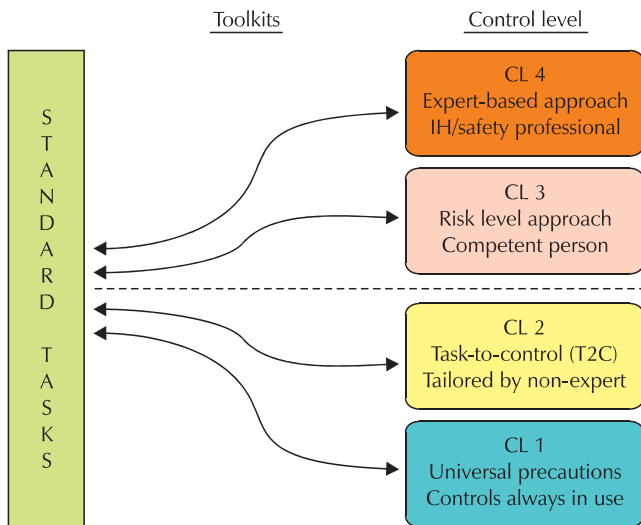 Toolkits
Control level
STANDARD TASKS
CL 4
Expert-based approach
IH/safety professional
CL 3
Risk level approach
Competent person
CL 2
Task-to-control (T2C)
Tailored by non-expert
CL 1
Universal precautions
Controls always in use